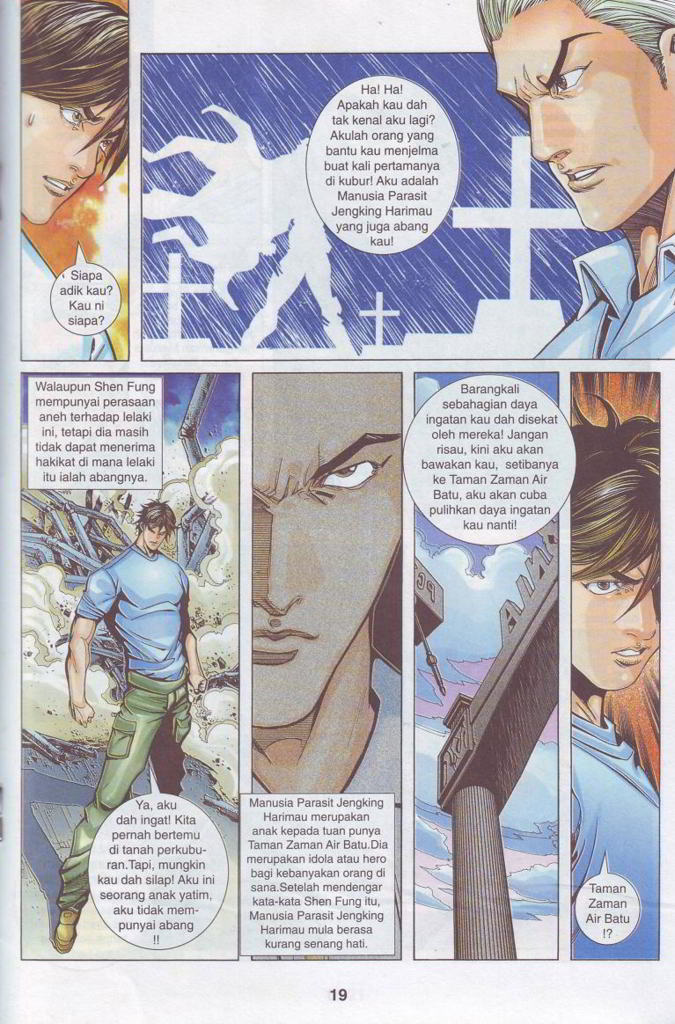 Siapa
adik kau?
Kau ni
siapa?
Ha! Ha!
Apakah kau dah
tak kenal aku lagi?
Akulah orang yang
bantu kau menjelma
buat kali pertamanya
di kubur! Aku adalah
Manusia Parasit
Jengking Harimau
yang juga abang
kau!
Walaupun Shen Fung
mempunyai perasaan
aneh terhadap lelaki
ini, tetapi dia masih
tidak dapat menerima
hakikat di mana lelaki
itu ialah abangnya.
Ya, aku
dah ingat! Kita
pernah bertemu
di tanah perkubu-
ran.Tapi, mungkin
kau dah silap! Aku ini
seorang anak yatim,
aku tidak mem-
punyai abang
!!
Manusia Parasit Jengking
Harimau merupakan
anak kepada tuan punya
Taman Zaman Air Batu.Dia
merupakan idola atau hero
bagi kebanyakan orang di
sana.Setelah mendengar
kata-kata Shen Fung itu,
Manusia Parasit Jengking
Harimau mula berasa
kurang senang hati.
Barangkali
sebahagian daya
ingatan kau dah disekat
oleh mereka! Jangan
risau, kini aku akan
bawakan kau, setibanya
ke Taman Zaman Air
Batu, aku akan cuba
pulihkan daya ingatan
kau nanti!
Taman
Zaman
Air Batu
!?
19